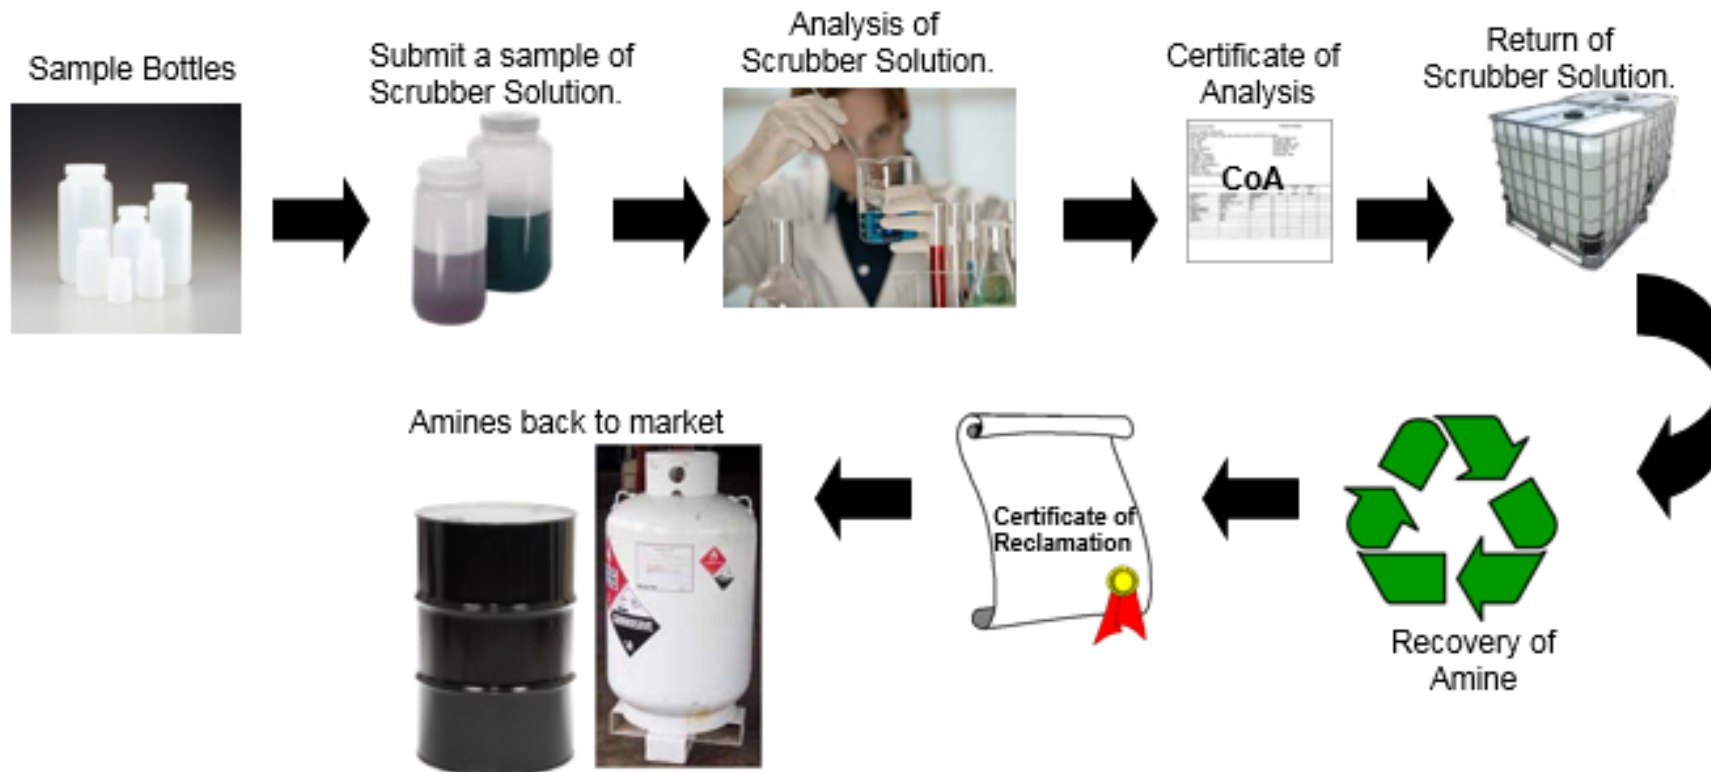 Sample Bottles
Submit a sample of
Scrubber Solution.
Analysis of
Scrubber Solution.
Certificate of
Analysis
CoA
Return of
Scrubber Solution.
Recovery of
Amine
Certificate of
Reclamation
Amines back to market